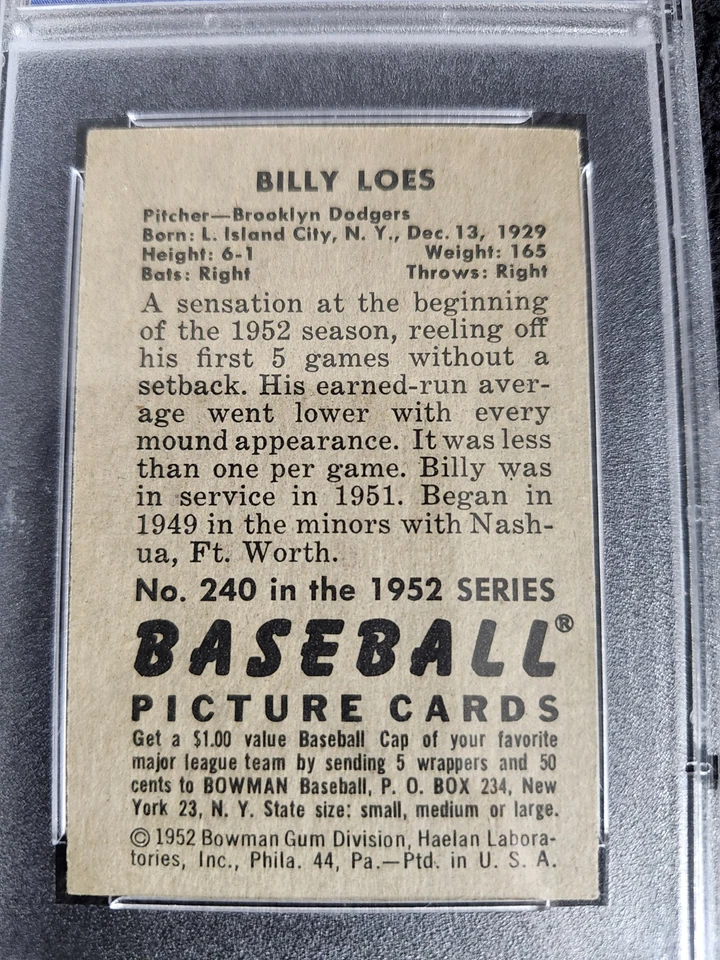 BILLY LOES
Pitcher—Brooklyn Dodgers
Born: L. Island City, N. Y., Dec. 13, 1929
Height: 6-1 Weight: 165
Bats: Right Throws: Right
A sensation at the beginning
of the 1952 season, reeling off
his first 5 games without a
setback. His earned-run aver-
age went lower with every
mound appearance. It was less
than one per game. Billy was
in service in 1951. Began in
1949 in the minors with Nash-
ua, Ft. Worth.
No. 240 in the 1952 SERIES
BASEBALL®
PICTURE CARDS
Get a $1.00 value Baseball Cap of your favorite
major league team by sending 5 wrappers and 50
cents to BOWMAN Baseball, P. O. BOX 234, New
York 23, N. Y. State size: small, medium or large.
© 1952 Bowman Gum Division, Haelan Labora-
tories, Inc., Phila. 44, Pa.—Ptd. in U. S. A.